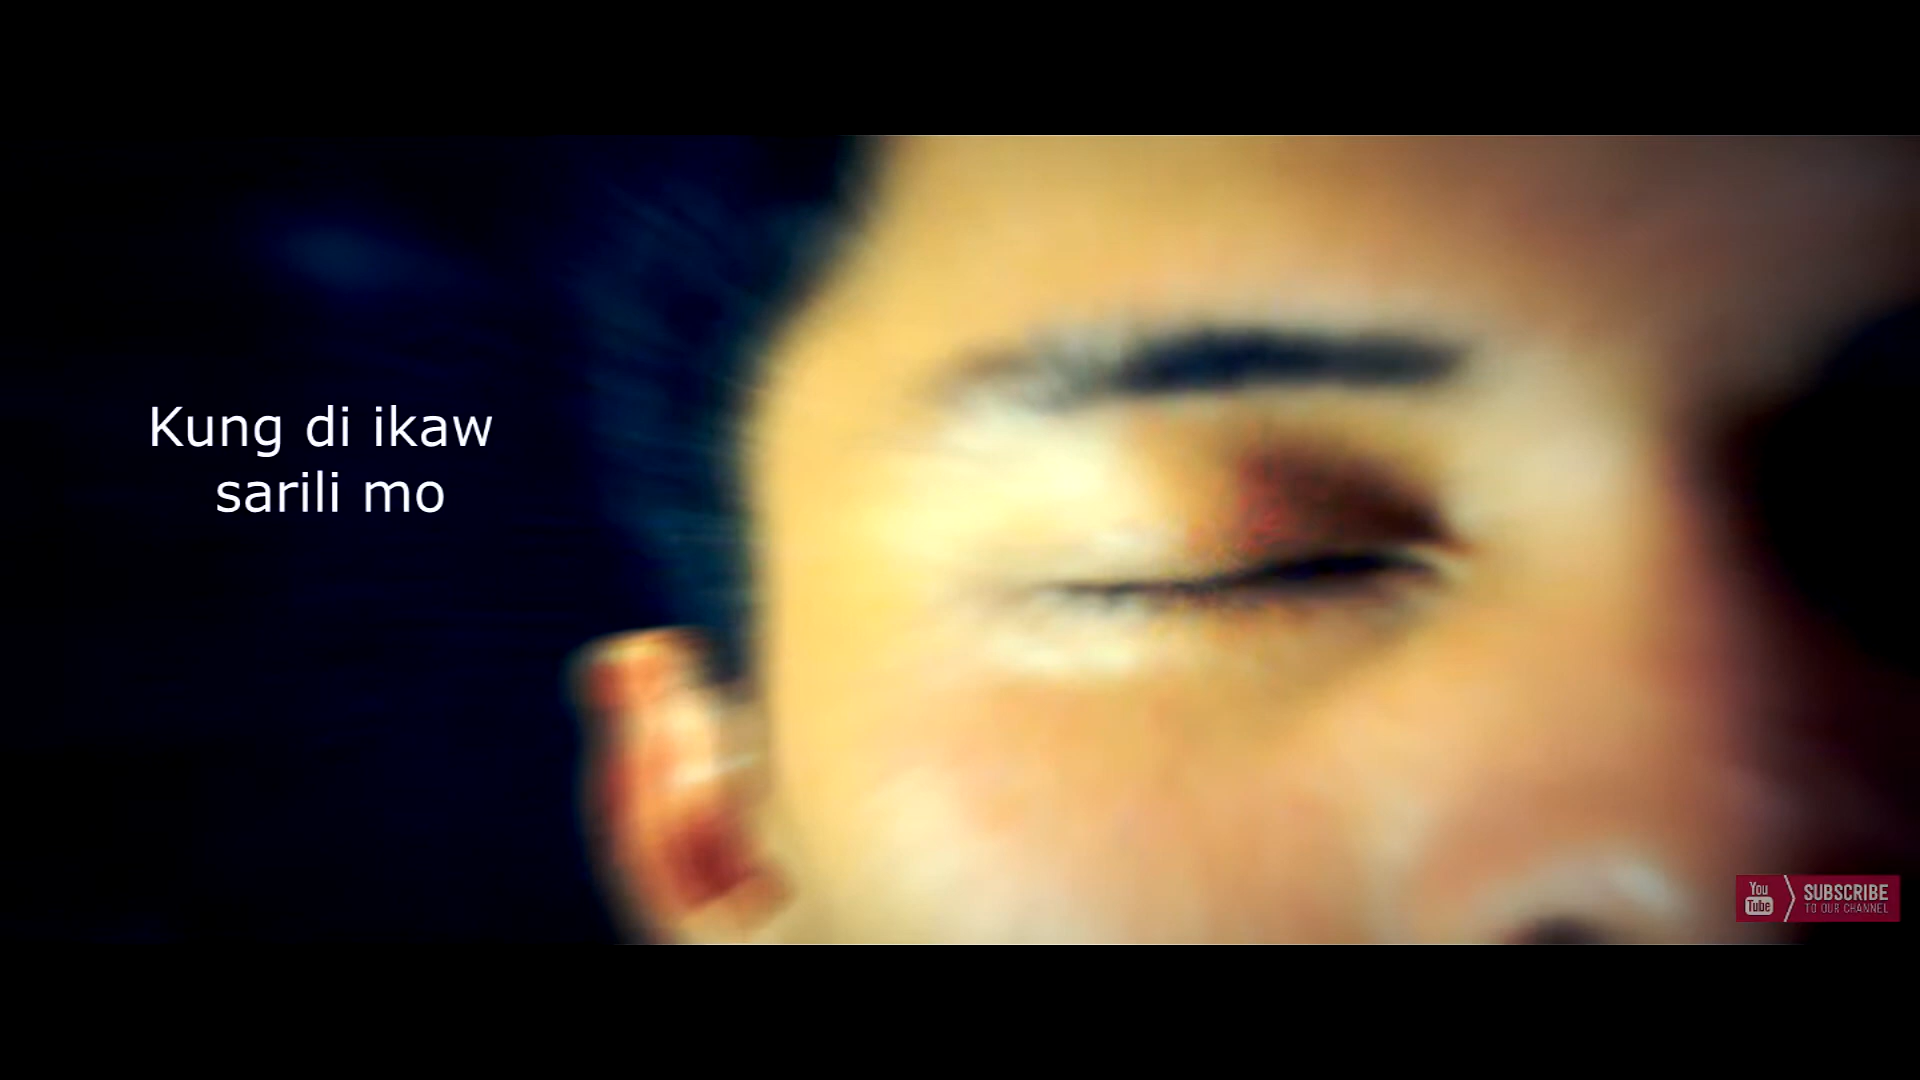 Kung di ikaw
sarili mo
You
Tube
SUBSCRIBE
TO OUR CHANNEL